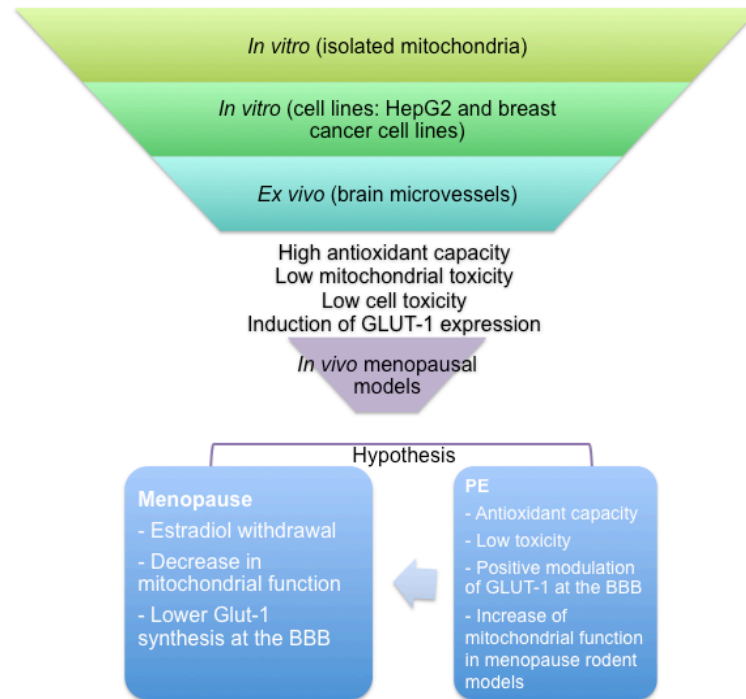 In vitro (isolated mitochondria)
In vitro (cell lines: HepG2 and breast
cancer cell lines)
Ex vivo (brain microvessels)
High antioxidant capacity
Low mitochondrial toxicity
Low cell toxicity
Induction of GLUT-1 expression
In vivo menopausal
models
Hypothesis
Menopause
- Estradiol withdrawal
- Decrease in
mitochondrial function
- Lower Glut-1
synthesis at the BBB
PE
- Antioxidant capacity
- Low toxicity
- Positive modulation
of GLUT-1 at the BBB
- Increase of
mitochondrial function
in menopause rodent
models